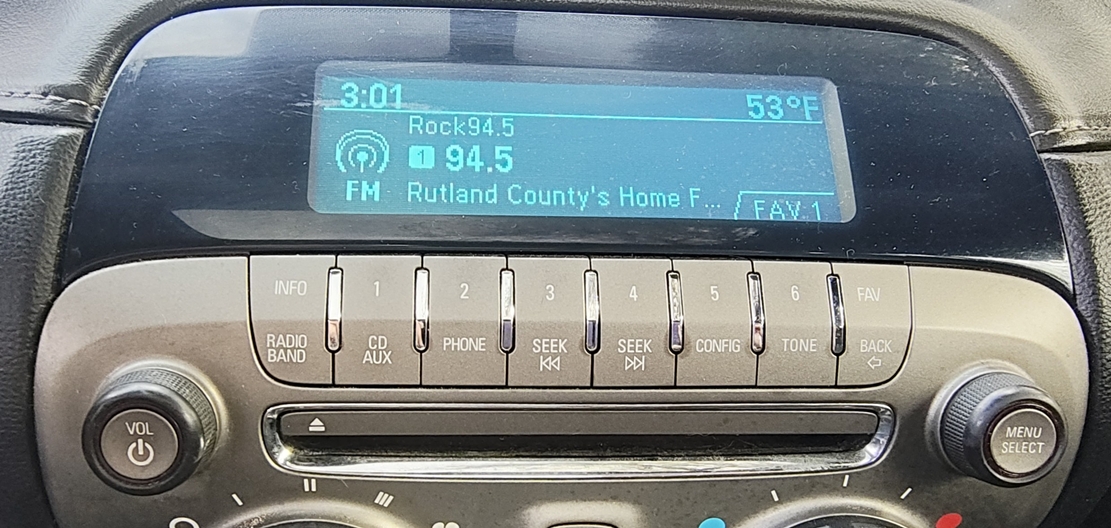 3:01 53°F
Rock94.5
1 94.5
FM Rutland County's Home F...
FAV 1
INFO 1 2 3 4 5 6 FAV
RADIO BAND CD AUX PHONE SEEK SEEK CONFIG TONE BACK
VOL
MENU
SELECT